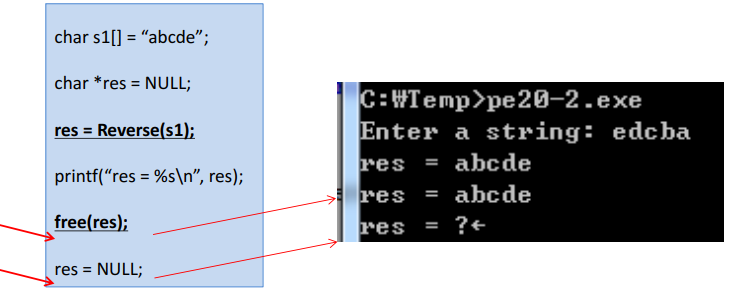 char s1[] = “abcde”;
char *res = NULL;
res = Reverse(s1);
printf(“res = %s\n”, res);
free(res);
res = NULL;
C:₩Temp>pe20-2.exe
Enter a string: edcba
res = abcde
res = abcde
res = ?←